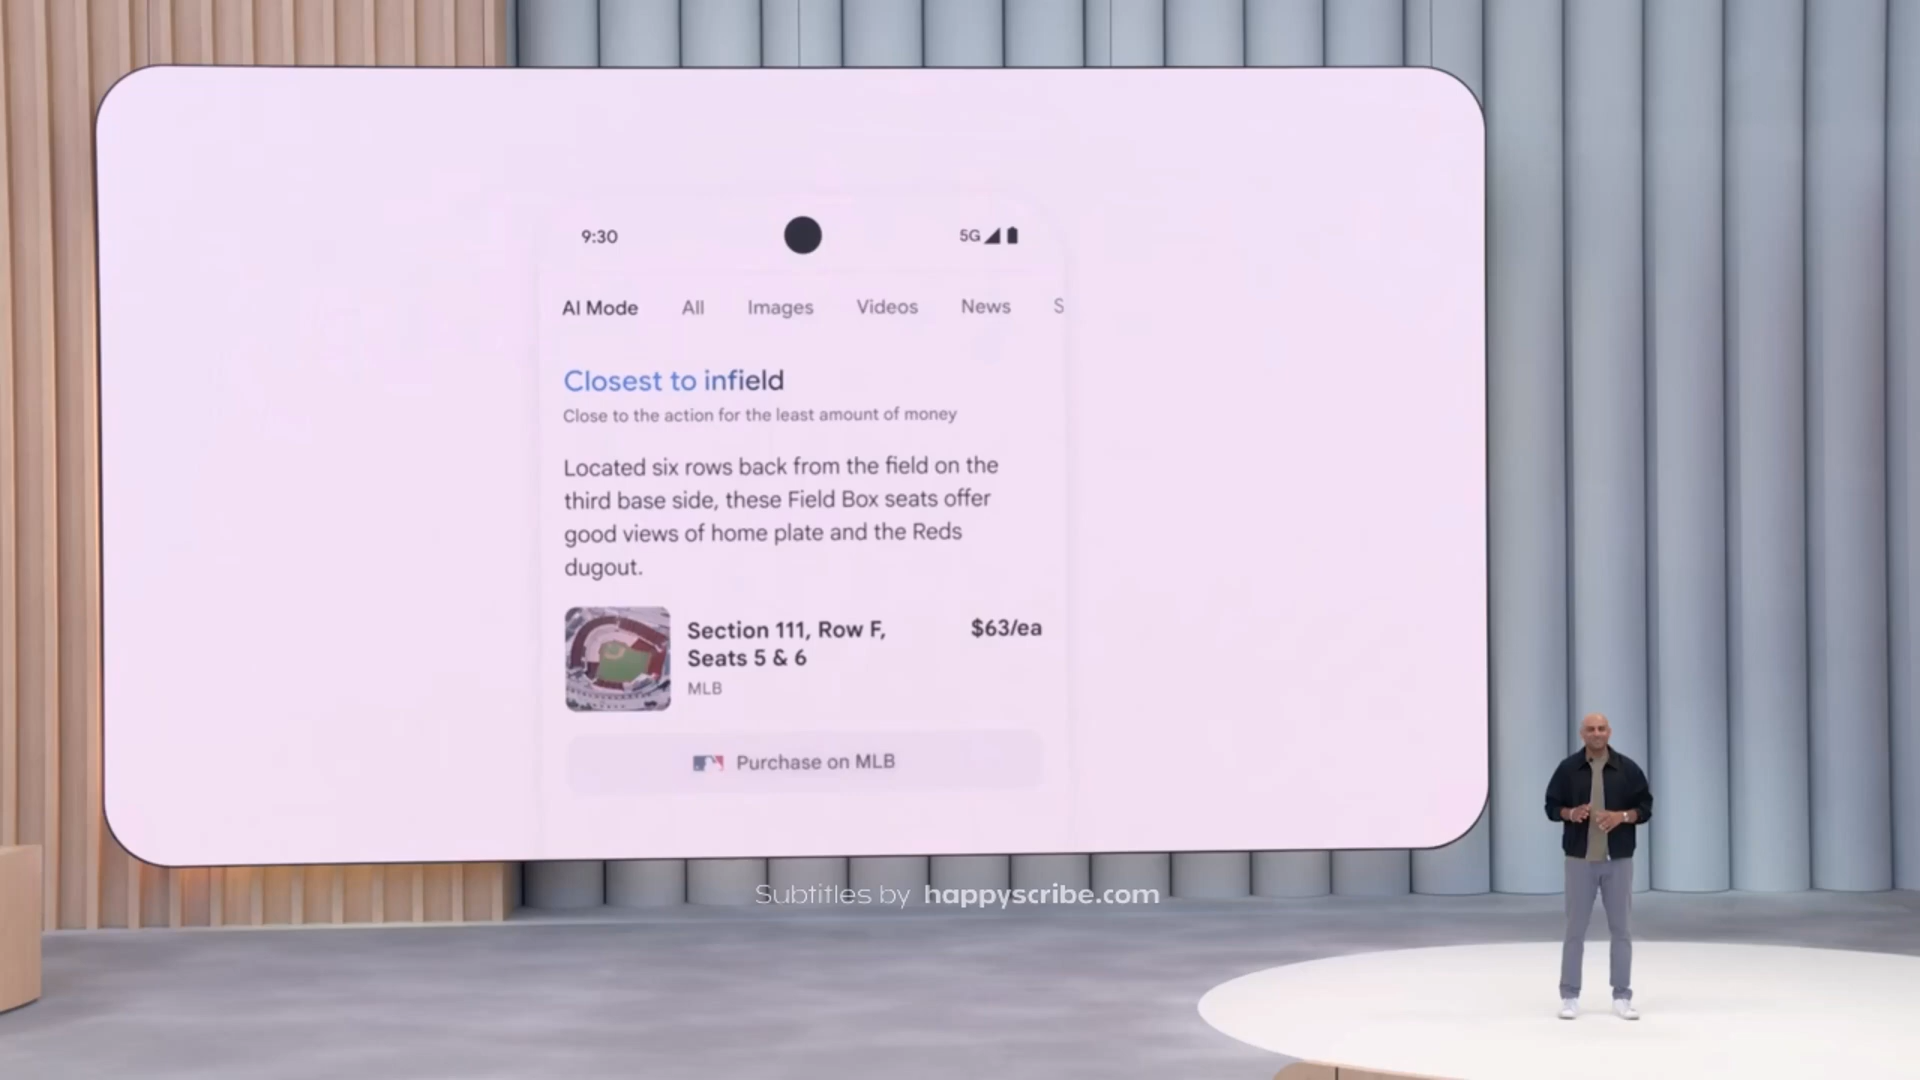 9:30
5G
AI Mode All Images Videos News S
Closest to infield
Close to the action for the least amount of money
Located six rows back from the field on the
third base side, these Field Box seats offer
good views of home plate and the Reds
dugout.
Section 111, Row F, $63/ea
Seats 5 & 6
MLB
Purchase on MLB
Subtitles by happyscribe.com